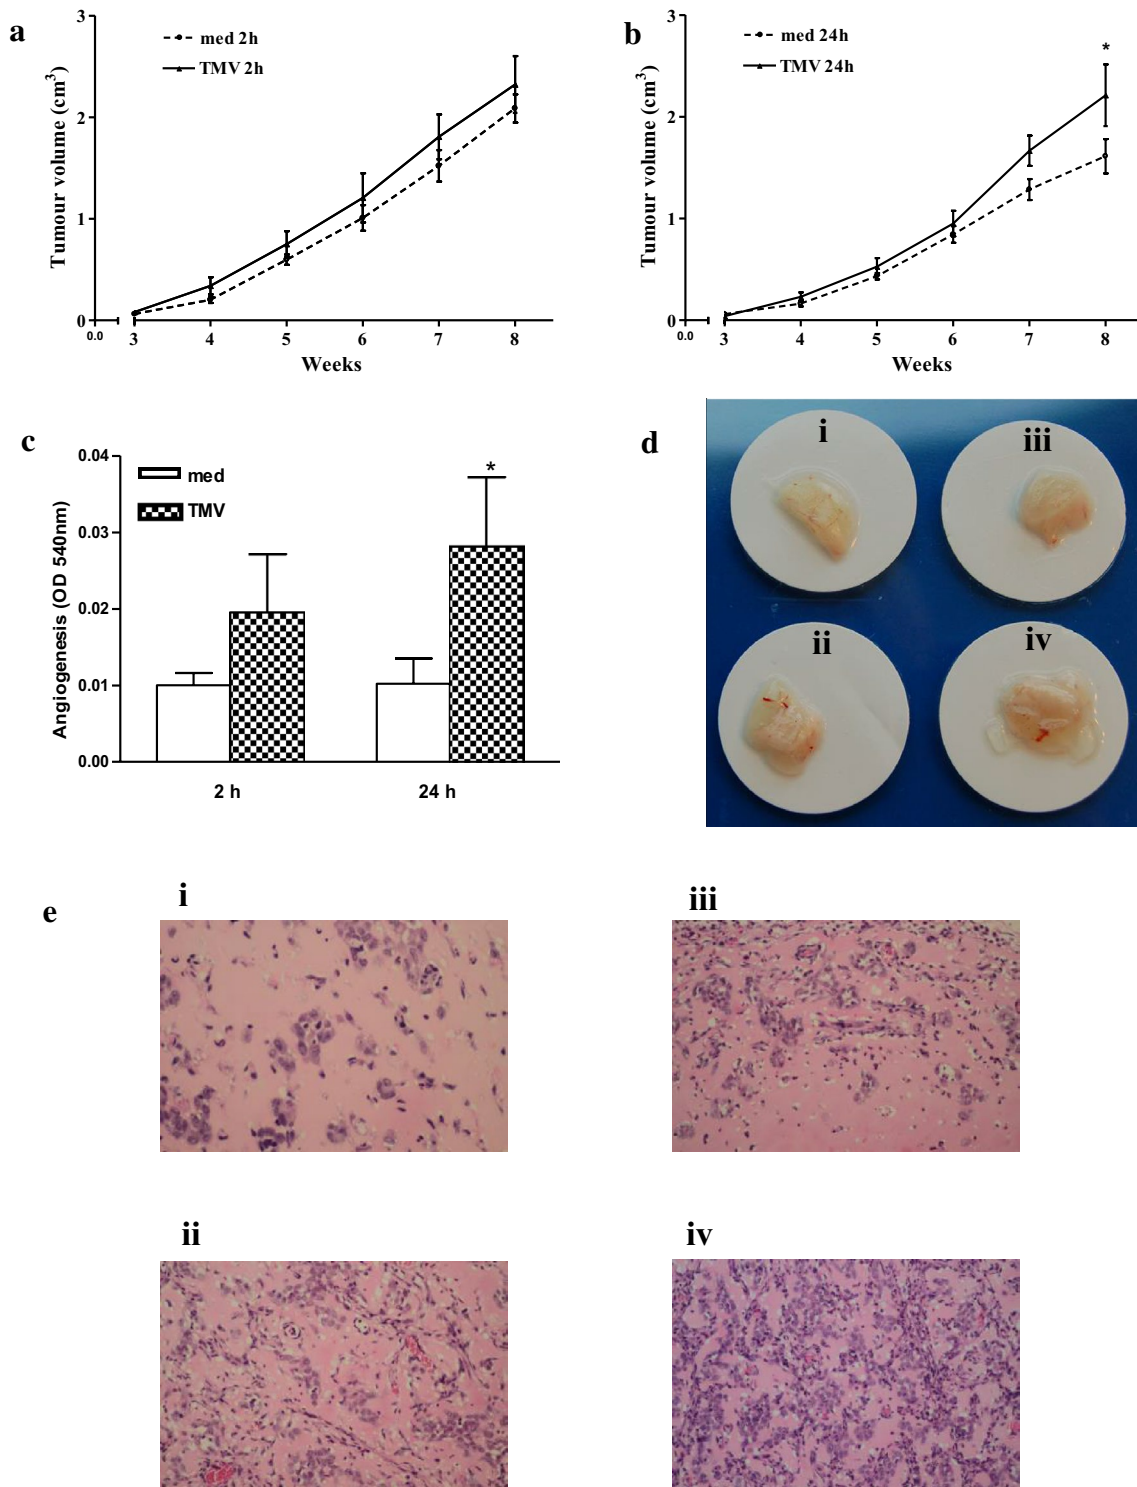 a
3
2
1
0
0.0
Tumour volume (cm³)
med 2h
TMV 2h
3 4 5 6 7 8
Weeks
b
3
2
1
0
0.0
Tumour volume (cm³)
med 24h
TMV 24h
*
3 4 5 6 7 8
Weeks
c
0.04
0.03
0.02
0.01
0.00
Angiogenesis (OD 540nm)
med
TMV
*
2 h 24 h
d
i iii
ii iv
e
i iii
ii iv